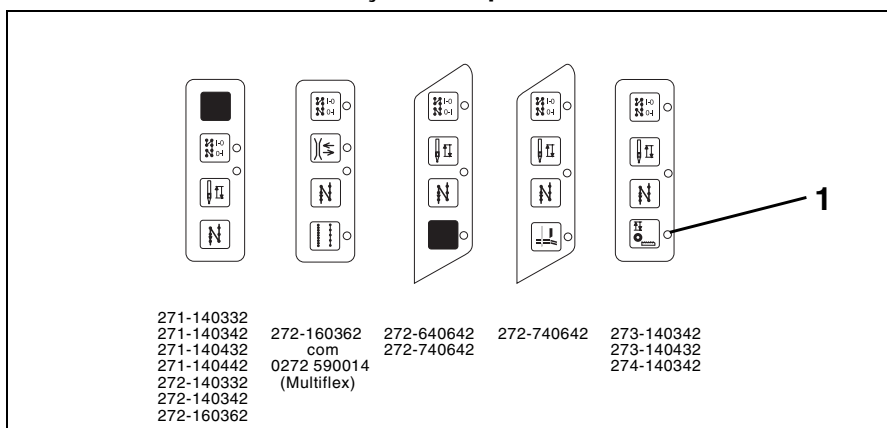 I-O
O-I
I-O
O-I
I-O
O-I
I-O
O-I
I-O
O-I
1
271-140332
271-140342
271-140432
271-140442
272-140332
272-140342
272-160362
272-160362
com
0272 590014
(Multiflex)
272-640642
272-740642
272-740642
273-140342
273-140432
274-140342